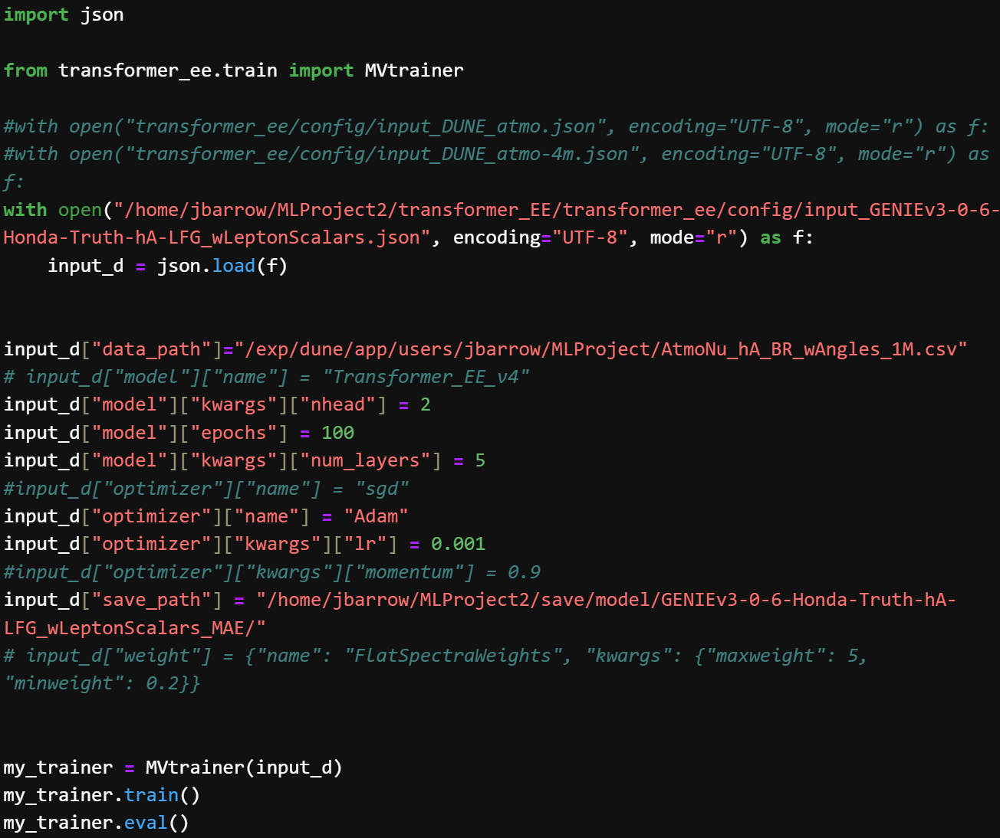 import json
from transformer_ee.train import MVtrainer
#with open("transformer_ee/config/input_DUNE_atmo.json", encoding="UTF-8", mode="r") as f:
#with open("transformer_ee/config/input_DUNE_atmo-4m.json", encoding="UTF-8", mode="r") as
f:
with open("/home/jbarrow/MLProject2/transformer_EE/transformer_ee/config/input_GENIEv3-0-6-
Honda-Truth-hA-LFG_wLeptonScalars.json", encoding="UTF-8", mode="r") as f:
    input_d = json.load(f)
input_d["data_path"]="/exp/dune/app/users/jbarrow/MLProject/AtmoNu_hA_BR_wAngles_1M.csv"
# input_d["model"]["name"] = "Transformer_EE_v4"
input_d["model"]["kwargs"]["nhead"] = 2
input_d["model"]["epochs"] = 100
input_d["model"]["kwargs"]["num_layers"] = 5
#input_d["optimizer"]["name"] = "sgd"
input_d["optimizer"]["name"] = "Adam"
input_d["optimizer"]["kwargs"]["lr"] = 0.001
#input_d["optimizer"]["kwargs"]["momentum"] = 0.9
input_d["save_path"] = "/home/jbarrow/MLProject2/save/model/GENIEv3-0-6-Honda-Truth-hA-
LFG_wLeptonScalars_MAE/"
# input_d["weight"] = {"name": "FlatSpectraWeights", "kwargs": {"maxweight": 5,
"minweight": 0.2}}
my_trainer = MVtrainer(input_d)
my_trainer.train()
my_trainer.eval()